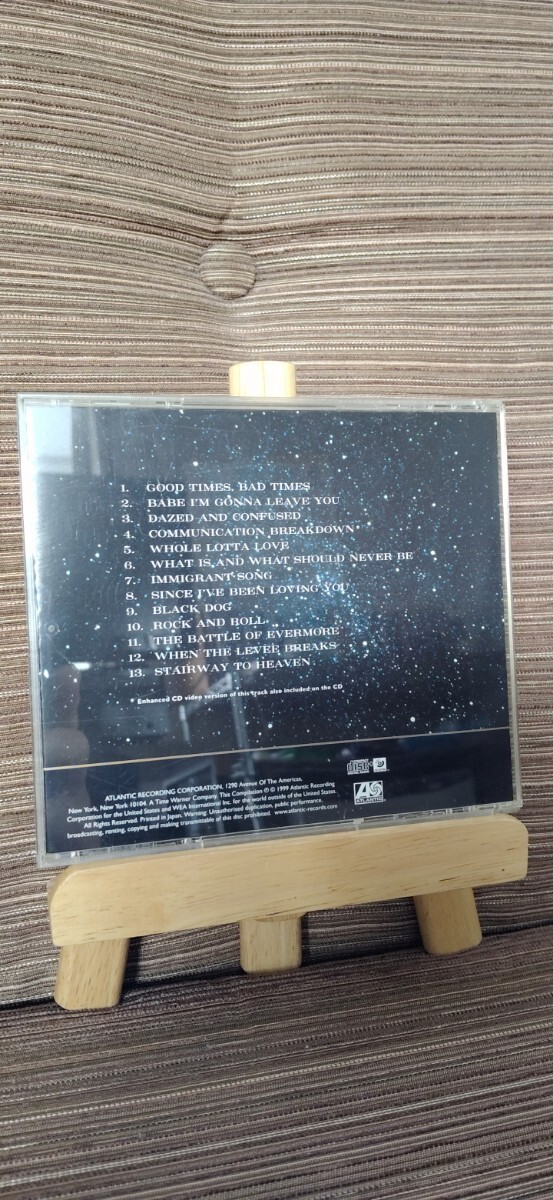 1. GOOD TIMES, BAD TIMES
2. BABE I'M GONNA LEAVE YOU
3. DAZED AND CONFUSED
4. COMMUNICATION BREAKDOWN*
5. WHOLE LOTTA LOVE
6. WHAT IS AND WHAT SHOULD NEVER BE
7. IMMIGRANT SONG
8. SINCE I'VE BEEN LOVING YOU
9. BLACK DOG
10. ROCK AND ROLL
11. THE BATTLE OF EVERMORE
12. WHEN THE LEVEE BREAKS
13. STAIRWAY TO HEAVEN
* Enhanced CD video version of this track also included on the CD
disc
ATLANTIC RECORDING CORPORATION, 1290 Avenue Of The Americas,
New York, New York 10104. A Time Warner Company. This Compilation ℗ © 1999 Atlantic Recording
Corporation for the United States and WEA International Inc. for the world outside of the United States.
All Rights Reserved. Printed in Japan. Warning: Unauthorized duplication, public performance,
broadcasting, renting, copying and making transmittable of this disc prohibited. www.atlantic-records.com
ATLANTIC